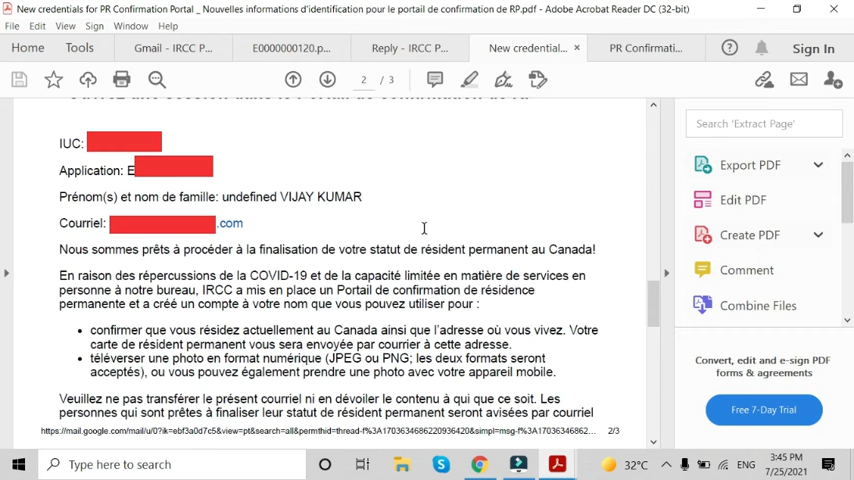 New credentials for PR Confirmation Portal _ Nouvelles informations d'identification pour le portail de confirmation de RP.pdf - Adobe Acrobat Reader DC (32-bit)
File Edit View Sign Window Help
Home Tools Gmail - IRCC P... E0000000120.p... Reply - IRCC P... New credential... × PR Confirmati... Sign In
2 / 3
IUC:
Application: E
Prénom(s) et nom de famille: undefined VIJAY KUMAR
Courriel: .com
Nous sommes prêts à procéder à la finalisation de votre statut de résident permanent au Canada!
En raison des répercussions de la COVID-19 et de la capacité limitée en matière de services en
personne à notre bureau, IRCC a mis en place un Portail de confirmation de résidence
permanente et a créé un compte à votre nom que vous pouvez utiliser pour :
• confirmer que vous résidez actuellement au Canada ainsi que l'adresse où vous vivez. Votre
carte de résident permanent vous sera envoyée par courrier à cette adresse.
• téléverser une photo en format numérique (JPEG ou PNG; les deux formats seront
acceptés), ou vous pouvez également prendre une photo avec votre appareil mobile.
Veuillez ne pas transférer le présent courriel ni en dévoiler le contenu à qui que ce soit. Les
personnes qui sont prêtes à finaliser leur statut de résident permanent seront avisées par courriel
https://mail.google.com/mail/u/0?ik=ebf3a0d7c5&view=pt&search=all&permthid=thread-f%3A1703634686220936420&simpl=msg-f%3A17036346862... 2/3
Search 'Extract Page'
Export PDF
Edit PDF
Create PDF
Comment
Combine Files
Convert, edit and e-sign PDF
forms & agreements
Free 7-Day Trial
Type here to search
32°C
ENG
3:45 PM
7/25/2021